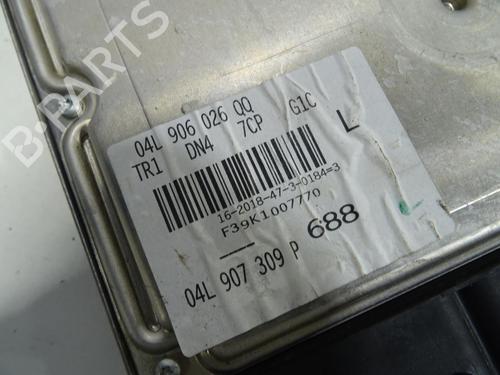 B-PARTS
04L 906 026 QQ
TR1 DN4 7CP G1C
L
16-2018-47-3-0184=3
F39K1007770
04L 907 309 P 688